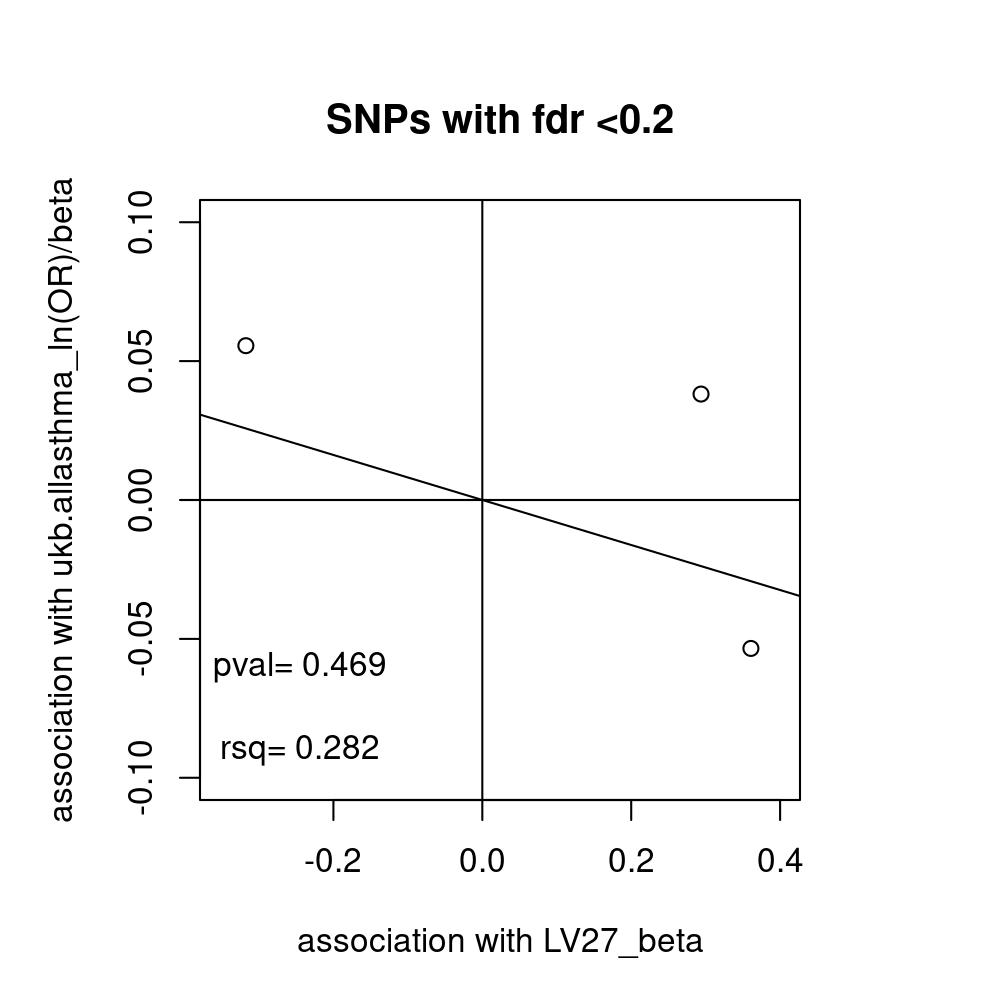 SNPs with fdr <0.2
association with ukb.allasthma_ln(OR)/beta
0.10
0.05
0.00
-0.05
-0.10
pval= 0.469
rsq= 0.282
-0.2 0.0 0.2 0.4
association with LV27_beta